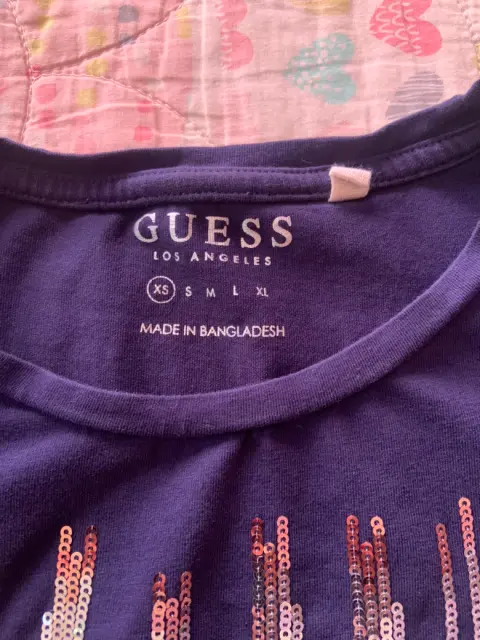 GUESS
LOS ANGELES
XS S M L XL
MADE IN BANGLADESH